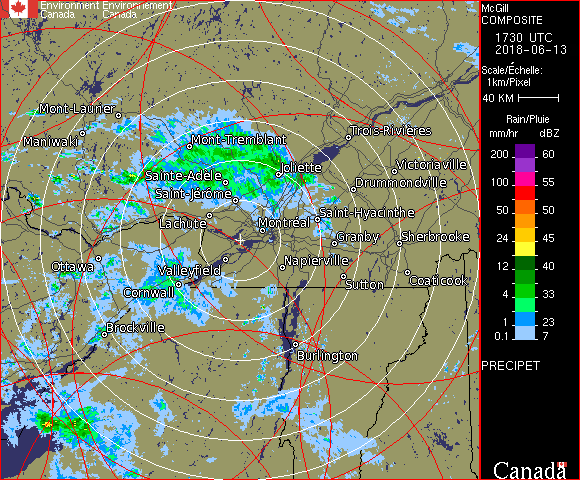 Environment Environnement
Canada Canada
McGill
COMPOSITE
1730 UTC
2018-06-13
Scale/Échelle:
1km/Pixel
40 KM
Rain/Pluie
mm/hr dBZ
200 60
100 55
50 50
24 45
12 40
4 33
1 23
0.1 7
PRECIPET
Mont-Laurier
Maniwaki
Mont-Tremblant
Trois-Rivières
Joliette
Victoriaville
Sainte-Adèle
Drummondville
Saint-Jérôme
Saint-Hyacinthe
Lachute
Montréal
Granby
Sherbrooke
Ottawa
Valleyfield
Napierville
Sutton
Coaticook
Cornwall
Brockville
Burlington
Canada